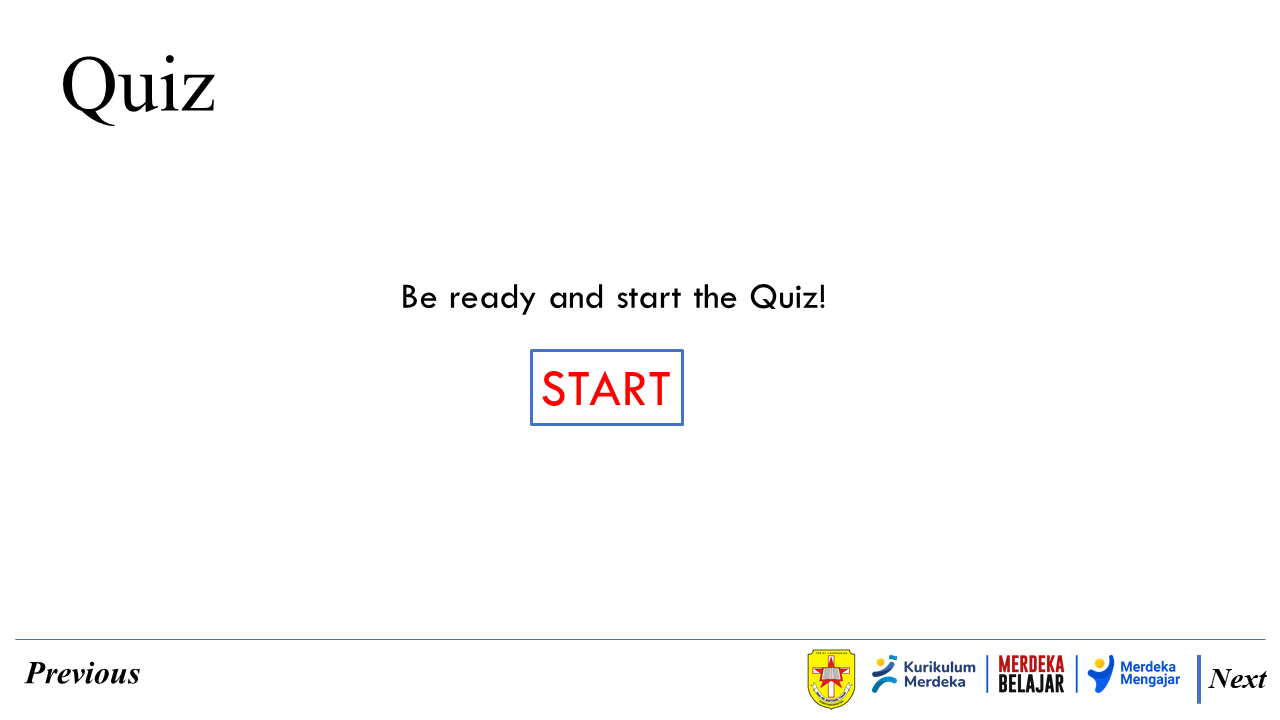 Quiz
Be ready and start the Quiz!
START
Previous
Kurikulum
Merdeka
MERDEKA
BELAJAR
Merdeka
Mengajar
Next